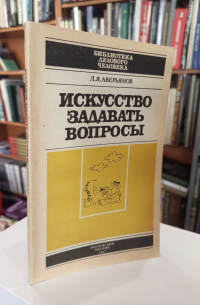 БИБЛИОТЕКА
ДЕЛОВОГО
ЧЕЛОВЕКА
Л.Я. АВЕРЬЯНОВ
ИСКУССТВО
ЗАДАВАТЬ
ВОПРОСЫ